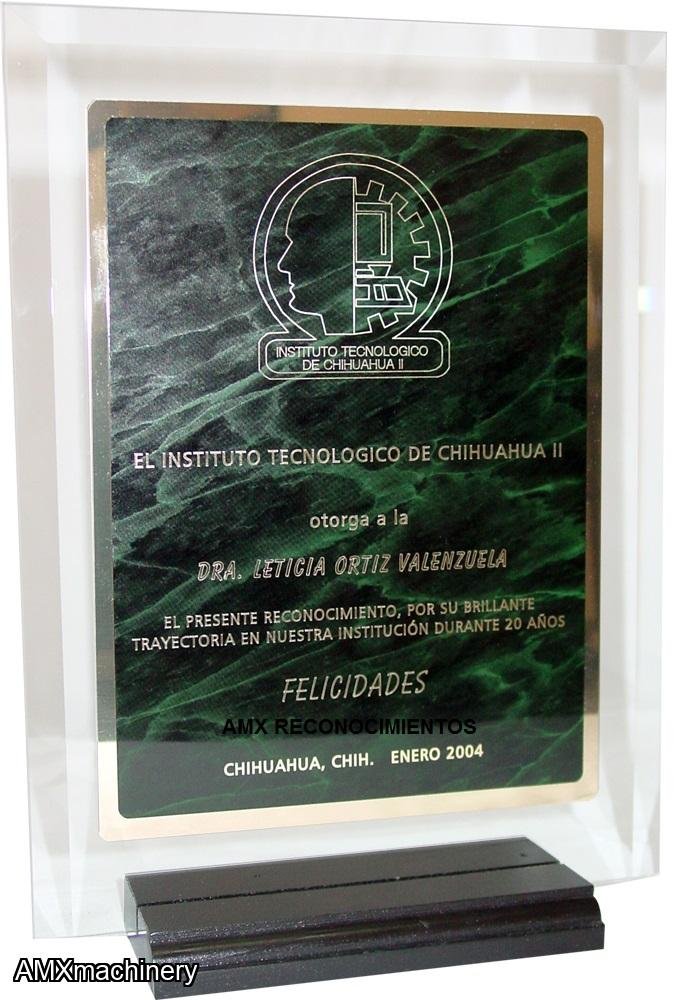 INSTITUTO TECNOLOGICO
DE CHIHUAHUA II
EL INSTITUTO TECNOLOGICO DE CHIHUAHUA II
otorga a la
DRA. LETICIA ORTIZ VALENZUELA
EL PRESENTE RECONOCIMIENTO, POR SU BRILLANTE
TRAYECTORIA EN NUESTRA INSTITUCIÓN DURANTE 20 AÑOS
FELICIDADES
AMX RECONOCIMIENTOS
CHIHUAHUA, CHIH. ENERO 2004
AMXmachinery